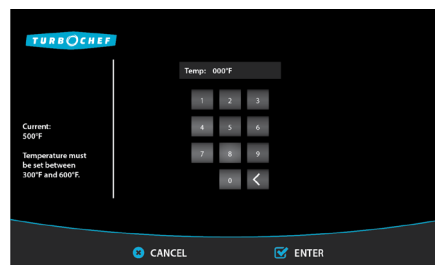 TURBOCHEF
Temp: 000°F
1 2 3
4 5 6
7 8 9
0
Current:
500°F
Temperature must
be set between
300°F and 600°F.
CANCEL
ENTER